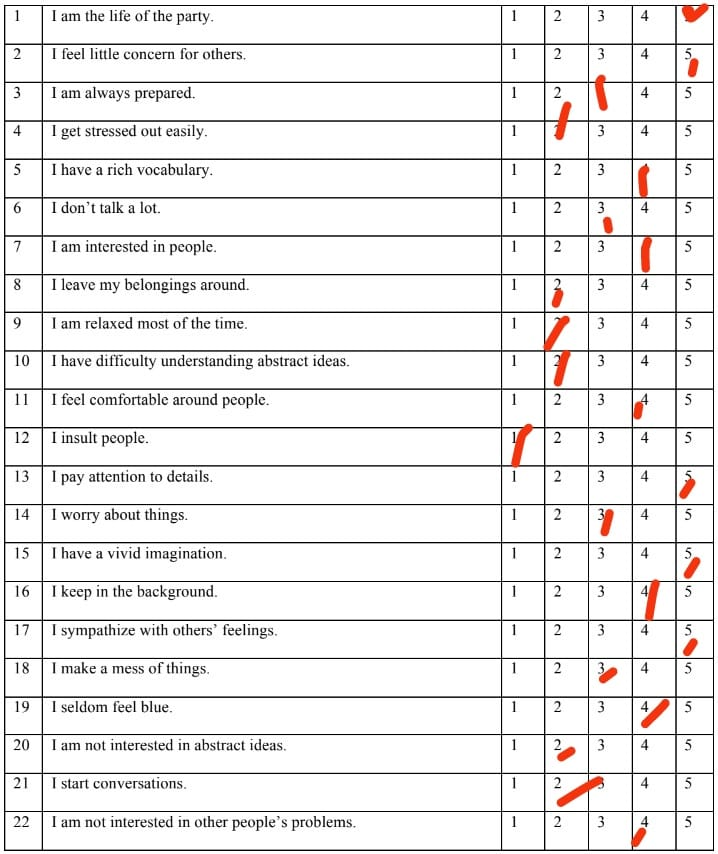 1 I am the life of the party. 1 2 3 4
2 I feel little concern for others. 1 2 3 4 5
3 I am always prepared. 1 2 4 5
4 I get stressed out easily. 1 2 3 4 5
5 I have a rich vocabulary. 1 2 3 5
6 I don't talk a lot. 1 2 3 4 5
7 I am interested in people. 1 2 3 5
8 I leave my belongings around. 1 2 3 4 5
9 I am relaxed most of the time. 1 2 3 4 5
10 I have difficulty understanding abstract ideas. 1 2 3 4 5
11 I feel comfortable around people. 1 2 3 4 5
12 I insult people. 1 2 3 4 5
13 I pay attention to details. 1 2 3 4 5
14 I worry about things. 1 2 3 4 5
15 I have a vivid imagination. 1 2 3 4 5
16 I keep in the background. 1 2 3 4 5
17 I sympathize with others' feelings. 1 2 3 4 5
18 I make a mess of things. 1 2 3 4 5
19 I seldom feel blue. 1 2 3 4 5
20 I am not interested in abstract ideas. 1 2 3 4 5
21 I start conversations. 1 2 3 4 5
22 I am not interested in other people's problems. 1 2 3 4 5